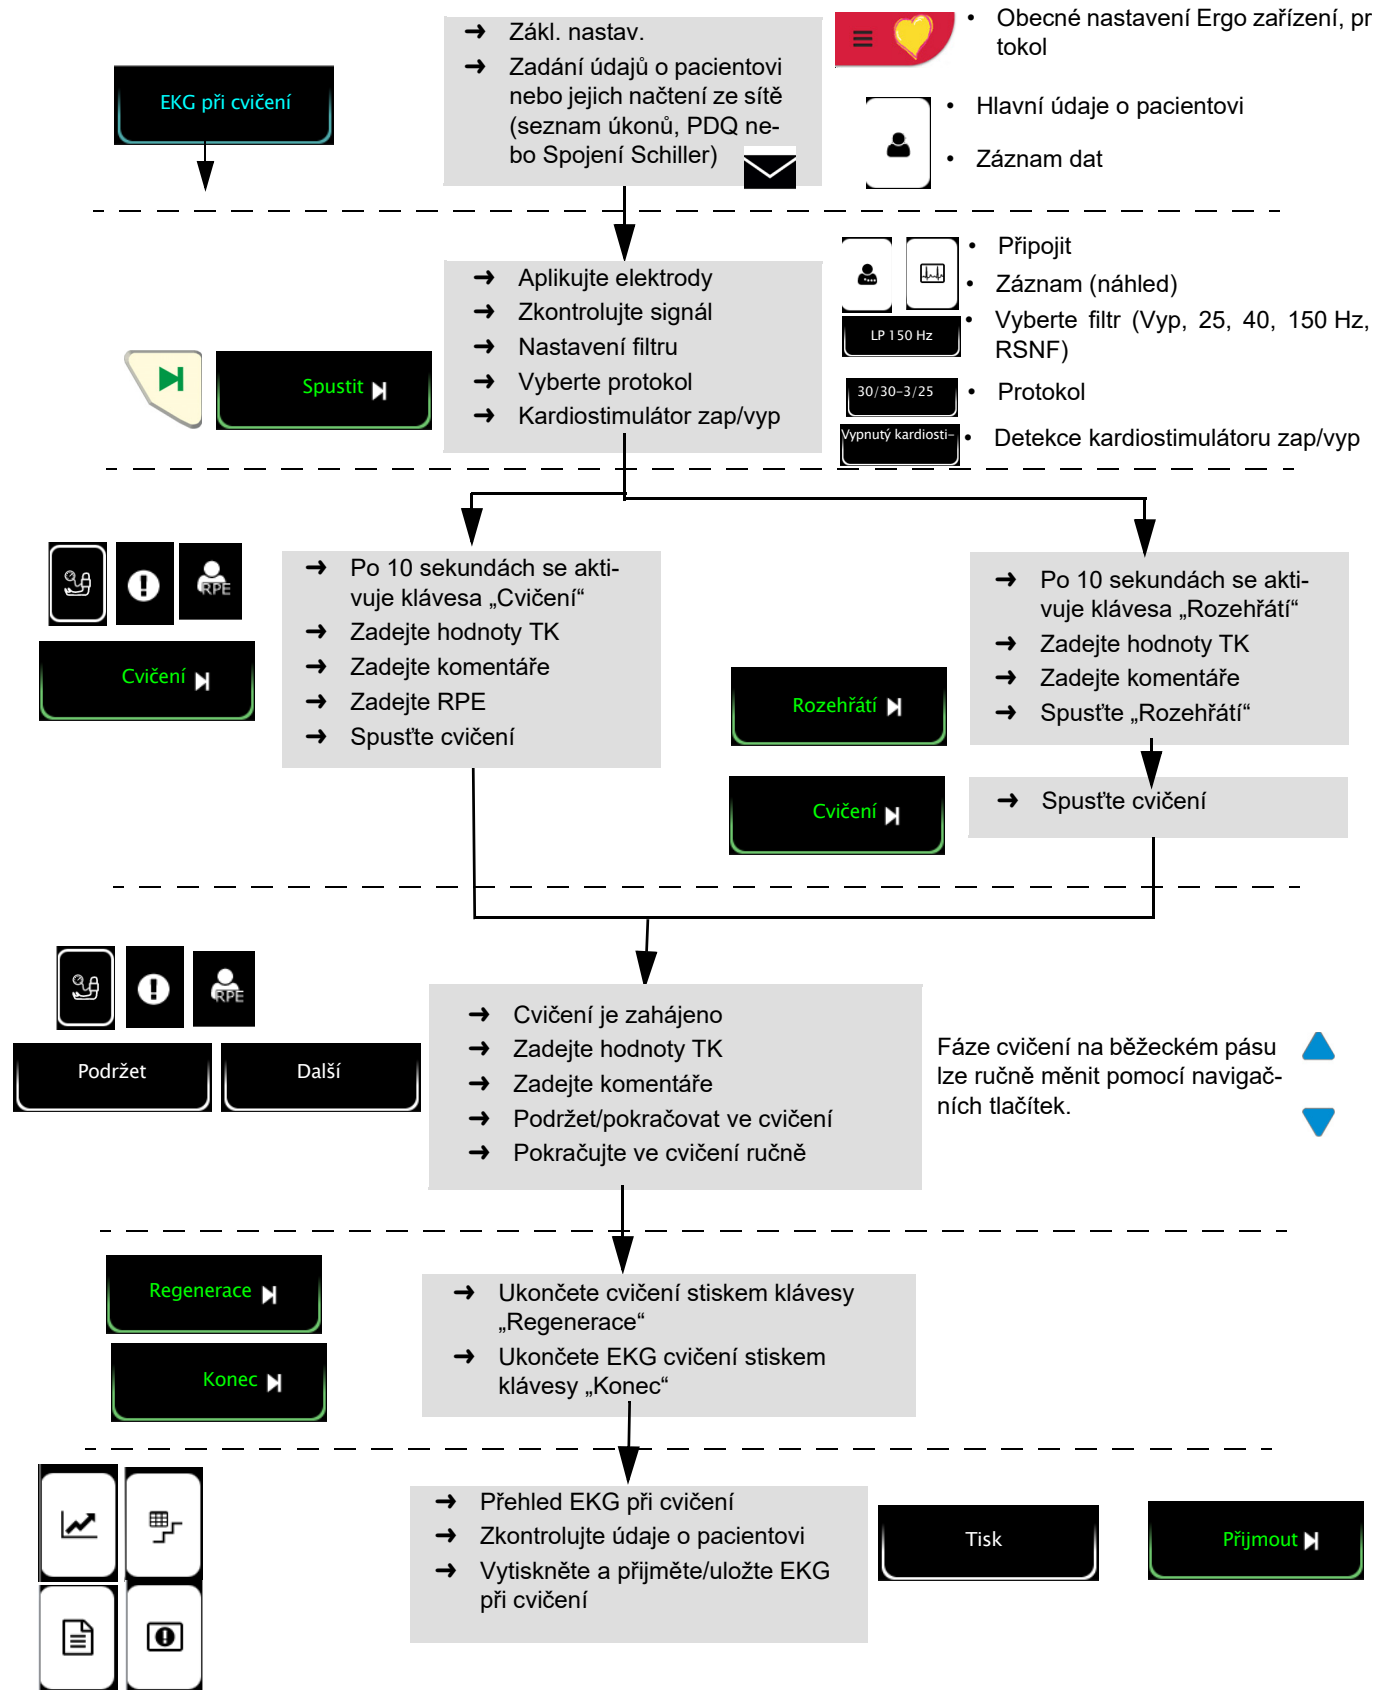 EKG při cvičení
➜ Zákl. nastav.
➜ Zadání údajů o pacientovi
nebo jejich načtení ze sítě
(seznam úkonů, PDQ ne-
bo Spojení Schiller)
• Obecné nastavení Ergo zařízení, pr
tokol
• Hlavní údaje o pacientovi
• Záznam dat
Spustit
➜ Aplikujte elektrody
➜ Zkontrolujte signál
➜ Nastavení filtru
➜ Vyberte protokol
➜ Kardiostimulátor zap/vyp
• Připojit
• Záznam (náhled)
LP 150 Hz
• Vyberte filtr (Vyp, 25, 40, 150 Hz,
RSNF)
30/30-3/25
• Protokol
Vypnutý kardiosti-
• Detekce kardiostimulátoru zap/vyp
RPE
Cvičení
➜ Po 10 sekundách se akti-
vuje klávesa „Cvičení“
➜ Zadejte hodnoty TK
➜ Zadejte komentáře
➜ Zadejte RPE
➜ Spusťte cvičení
Rozehřátí
➜ Po 10 sekundách se akti-
vuje klávesa „Rozehřátí“
➜ Zadejte hodnoty TK
➜ Zadejte komentáře
➜ Spusťte „Rozehřátí“
Cvičení
➜ Spusťte cvičení
RPE
Podržet
Další
➜ Cvičení je zahájeno
➜ Zadejte hodnoty TK
➜ Zadejte komentáře
➜ Podržet/pokračovat ve cvičení
➜ Pokračujte ve cvičení ručně
Fáze cvičení na běžeckém pásu
lze ručně měnit pomocí navigač-
ních tlačítek.
Regenerace
Konec
➜ Ukončete cvičení stiskem klávesy
„Regenerace“
➜ Ukončete EKG cvičení stiskem
klávesy „Konec“
➜ Přehled EKG při cvičení
➜ Zkontrolujte údaje o pacientovi
➜ Vytiskněte a přijměte/uložte EKG
při cvičení
Tisk
Přijmout